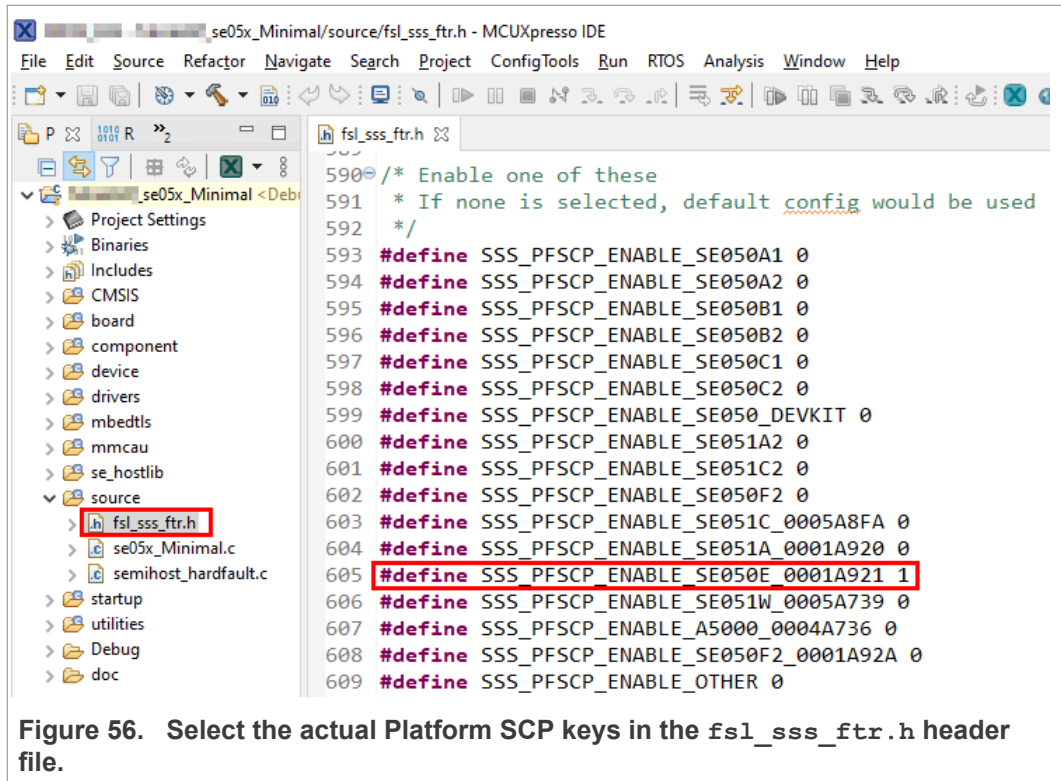 _se05x_Minimal/source/fsl_sss_ftr.h - MCUXpresso IDE
File Edit Source Refactor Navigate Search Project ConfigTools Run RTOS Analysis Window Help
P R »2
_se05x_Minimal <Deb
Project Settings
Binaries
Includes
CMSIS
board
component
device
drivers
mbedtls
mmcau
se_hostlib
source
fsl_sss_ftr.h
se05x_Minimal.c
semihost_hardfault.c
startup
utilities
Debug
doc
fsl_sss_ftr.h
590 /* Enable one of these
591 * If none is selected, default config would be used
592 */
593 #define SSS_PFSCP_ENABLE_SE050A1 0
594 #define SSS_PFSCP_ENABLE_SE050A2 0
595 #define SSS_PFSCP_ENABLE_SE050B1 0
596 #define SSS_PFSCP_ENABLE_SE050B2 0
597 #define SSS_PFSCP_ENABLE_SE050C1 0
598 #define SSS_PFSCP_ENABLE_SE050C2 0
599 #define SSS_PFSCP_ENABLE_SE050_DEVKIT 0
600 #define SSS_PFSCP_ENABLE_SE051A2 0
601 #define SSS_PFSCP_ENABLE_SE051C2 0
602 #define SSS_PFSCP_ENABLE_SE050F2 0
603 #define SSS_PFSCP_ENABLE_SE051C_0005A8FA 0
604 #define SSS_PFSCP_ENABLE_SE051A_0001A920 0
605 #define SSS_PFSCP_ENABLE_SE050E_0001A921 1
606 #define SSS_PFSCP_ENABLE_SE051W_0005A739 0
607 #define SSS_PFSCP_ENABLE_A5000_0004A736 0
608 #define SSS_PFSCP_ENABLE_SE050F2_0001A92A 0
609 #define SSS_PFSCP_ENABLE_OTHER 0
Figure 56. Select the actual Platform SCP keys in the fsl_sss_ftr.h header
file.